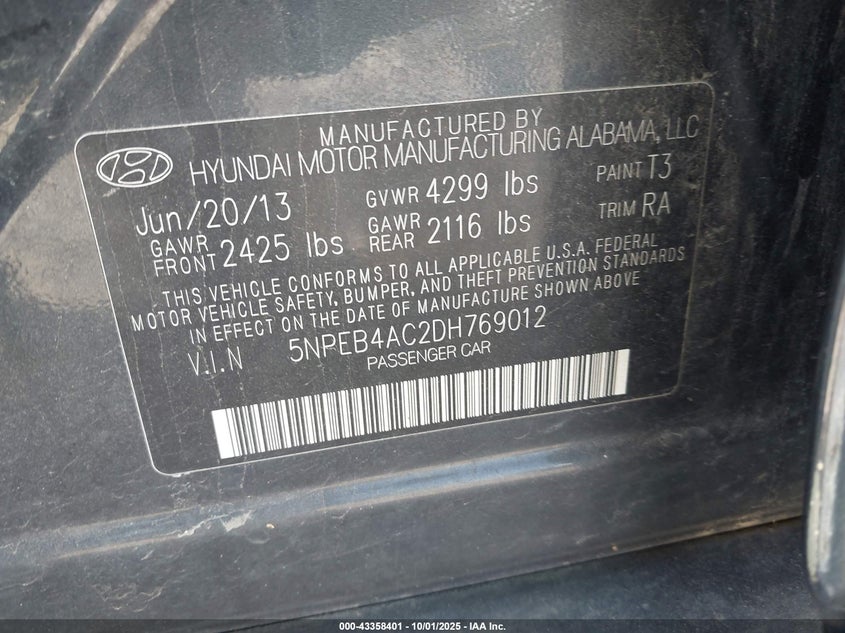 MANUFACTURED BY
HYUNDAI MOTOR MANUFACTURING ALABAMA, LLC
Jun/20/13 GVWR 4299 lbs PAINT T3
GAWR FRONT 2425 lbs GAWR REAR 2116 lbs TRIM RA
THIS VEHICLE CONFORMS TO ALL APPLICABLE U.S.A. FEDERAL
MOTOR VEHICLE SAFETY, BUMPER, AND THEFT PREVENTION STANDARDS
IN EFFECT ON THE DATE OF MANUFACTURE SHOWN ABOVE
V.I.N 5NPEB4AC2DH769012
PASSENGER CAR
000-43358401 - 10/01/2025 - IAA Inc.